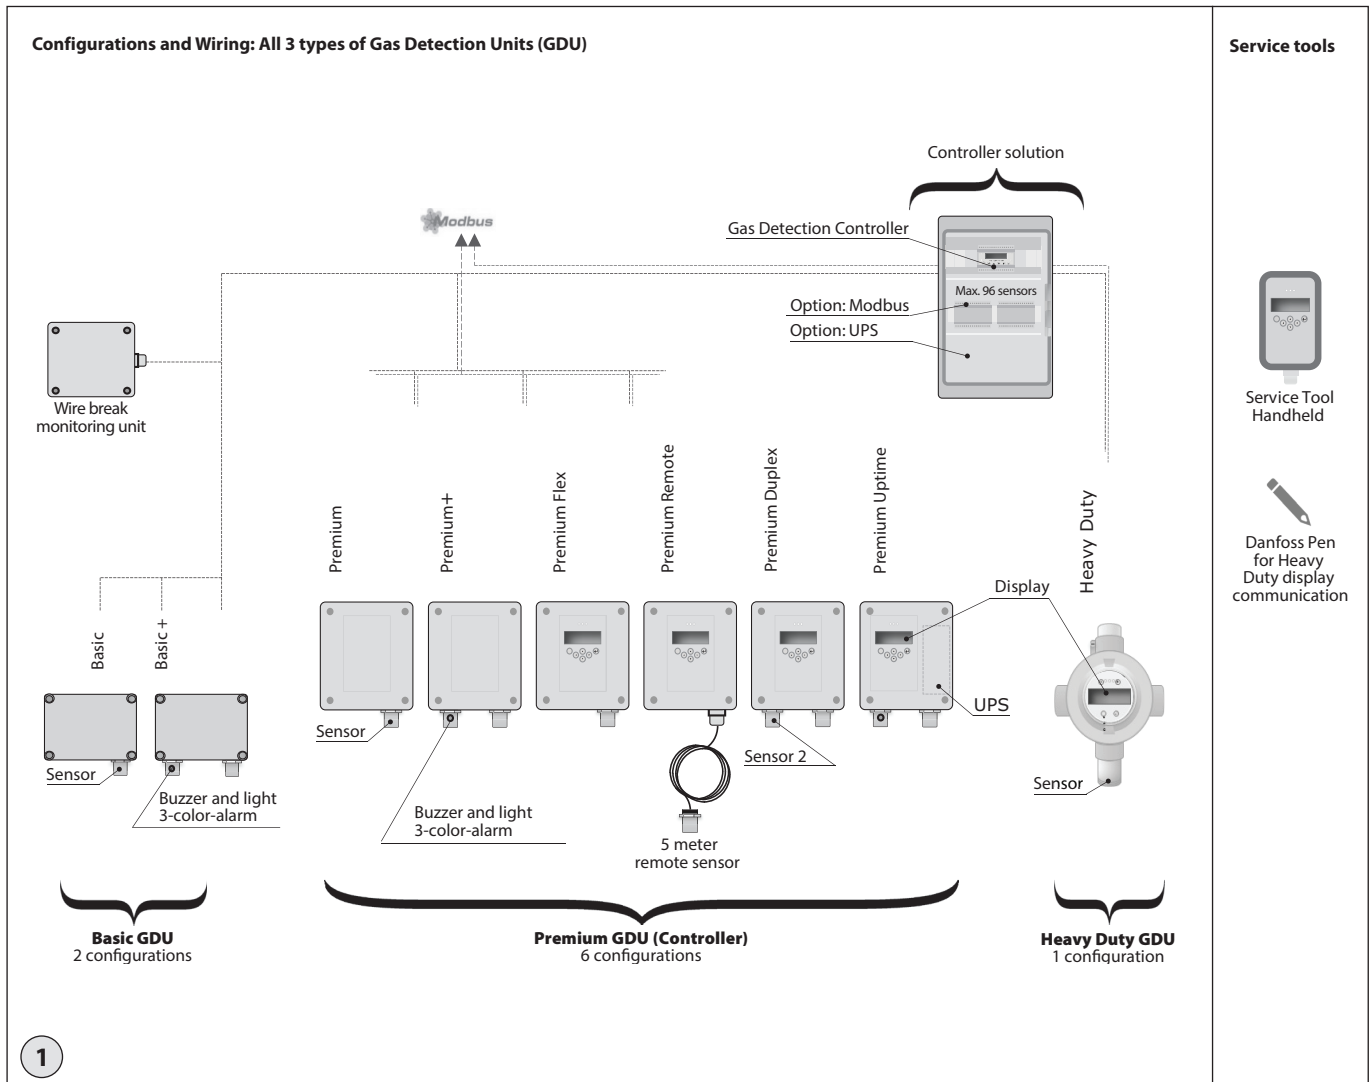 Configurations and Wiring: All 3 types of Gas Detection Units (GDU)
Service tools
Controller solution
Modbus
Gas Detection Controller
Max. 96 sensors
Option: Modbus
Option: UPS
Wire break
monitoring unit
Service Tool
Handheld
Danfoss Pen
for Heavy
Duty display
communication
Basic
Basic +
Premium
Premium+
Premium Flex
Premium Remote
Premium Duplex
Premium Uptime
Heavy Duty
Display
UPS
Sensor
Buzzer and light
3-color-alarm
Sensor
Buzzer and light
3-color-alarm
5 meter
remote sensor
Sensor 2
Sensor
Basic GDU
2 configurations
Premium GDU (Controller)
6 configurations
Heavy Duty GDU
1 configuration
1